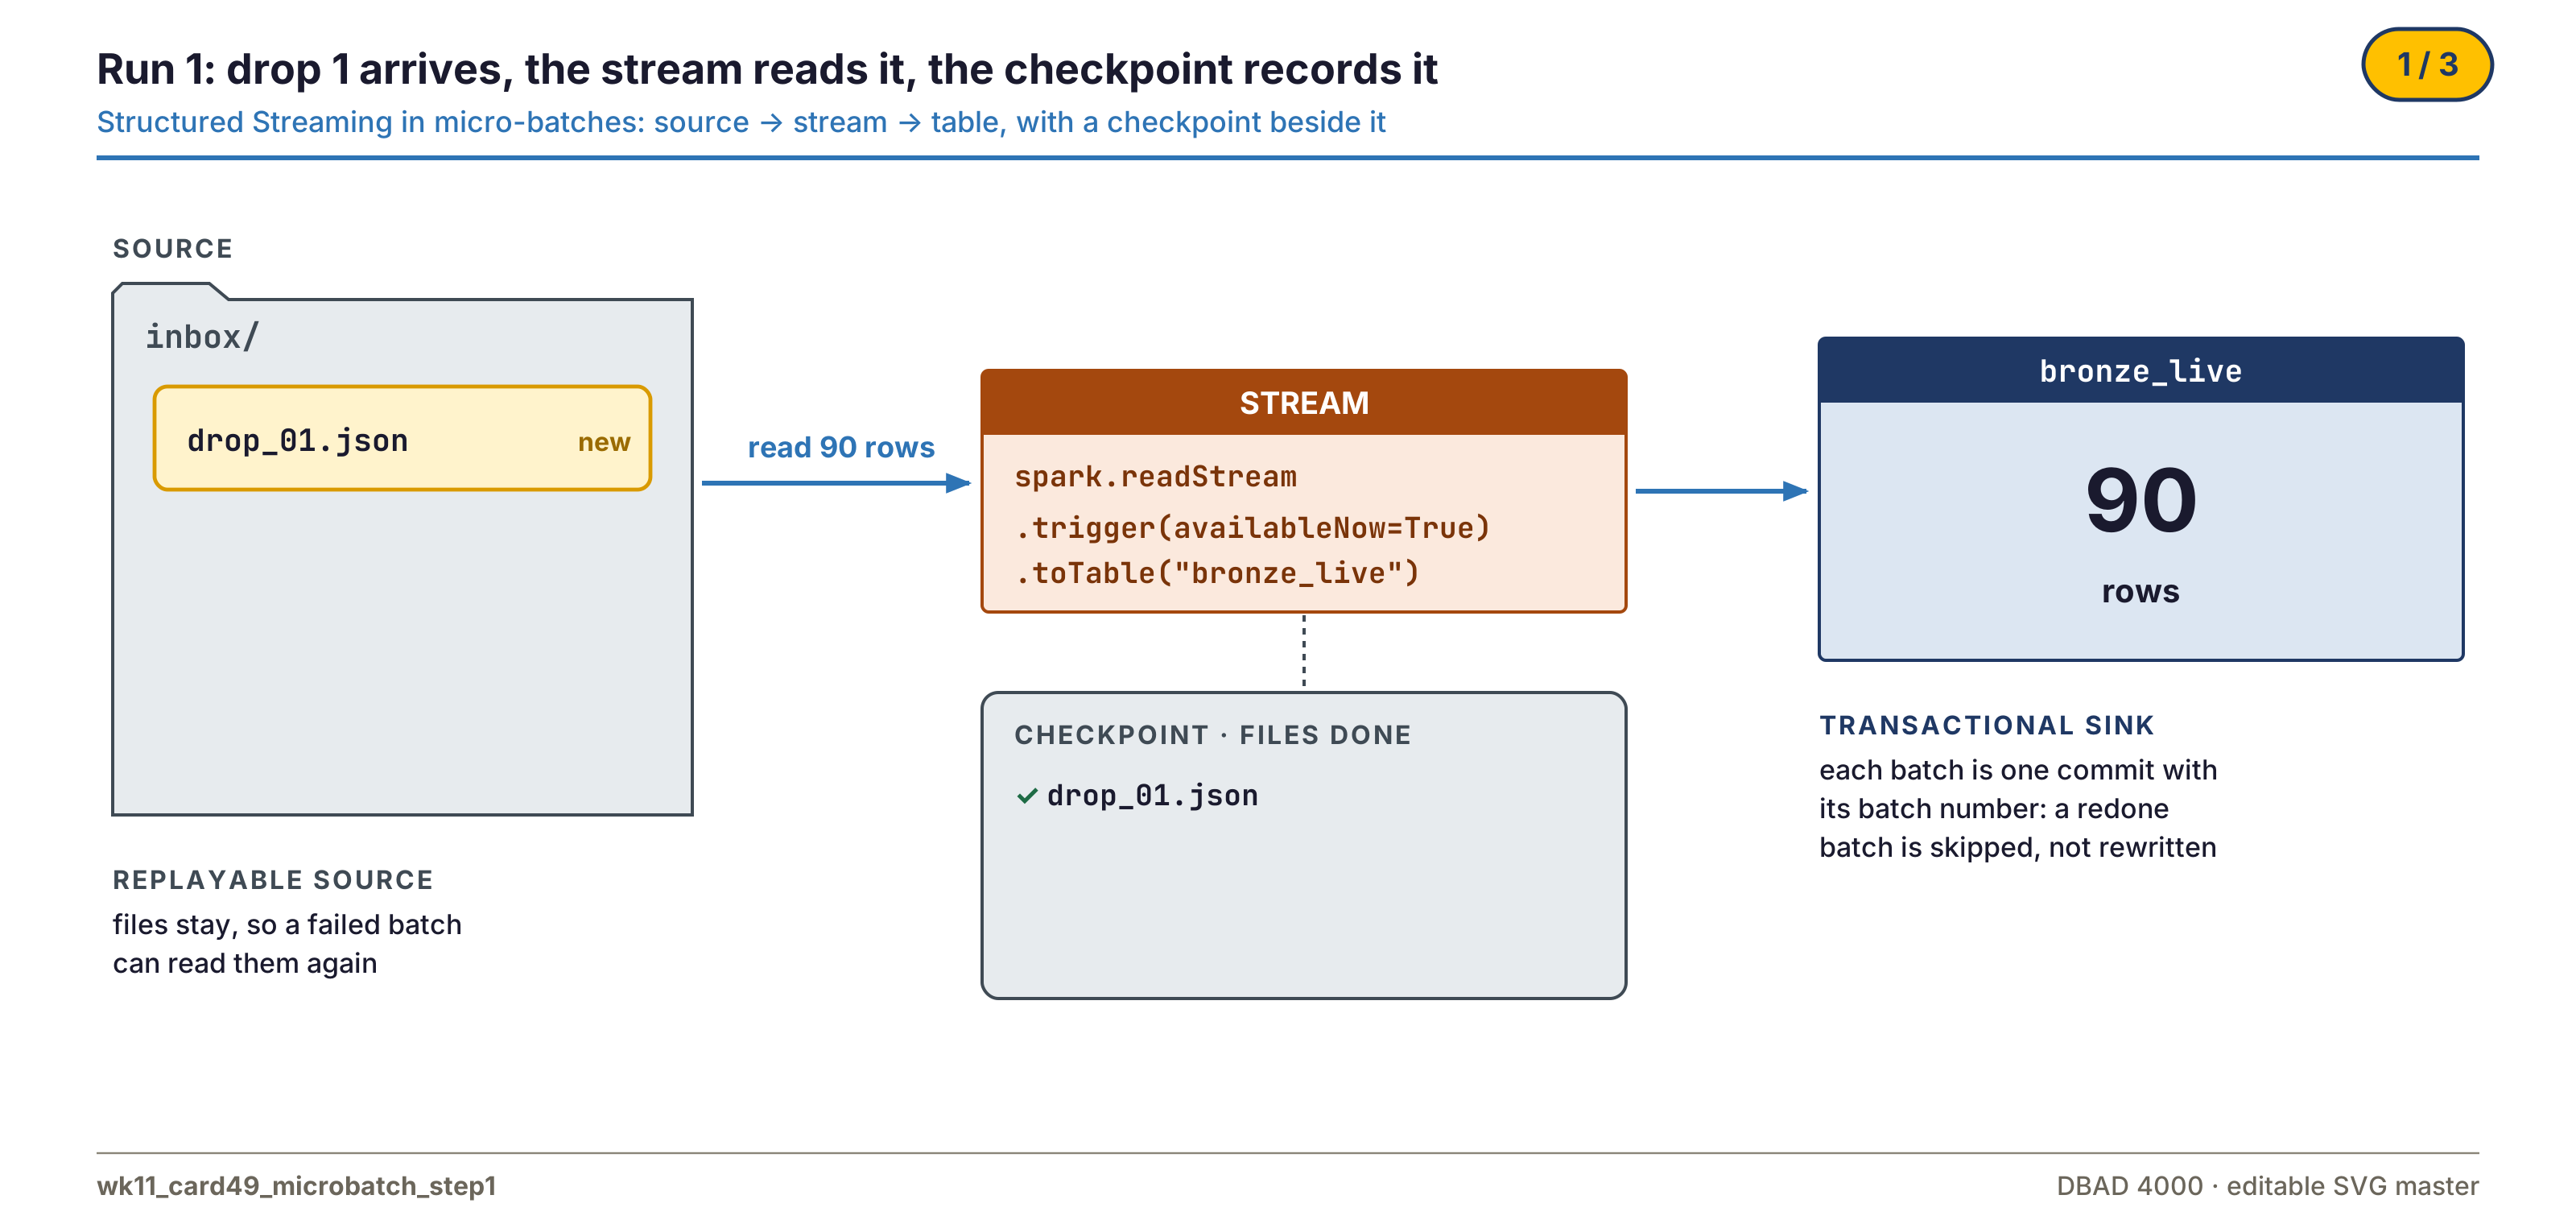 Run 1: drop 1 arrives, the stream reads it, the checkpoint records it
1 / 3
Structured Streaming in micro-batches: source → stream → table, with a checkpoint beside it
SOURCE
inbox/
drop_01.json
new
read 90 rows
STREAM
spark.readStream
.trigger(availableNow=True)
.toTable("bronze_live")
bronze_live
90
rows
CHECKPOINT · FILES DONE
✓ drop_01.json
TRANSACTIONAL SINK
each batch is one commit with
its batch number: a redone
batch is skipped, not rewritten
REPLAYABLE SOURCE
files stay, so a failed batch
can read them again
wk11_card49_microbatch_step1
DBAD 4000 · editable SVG master